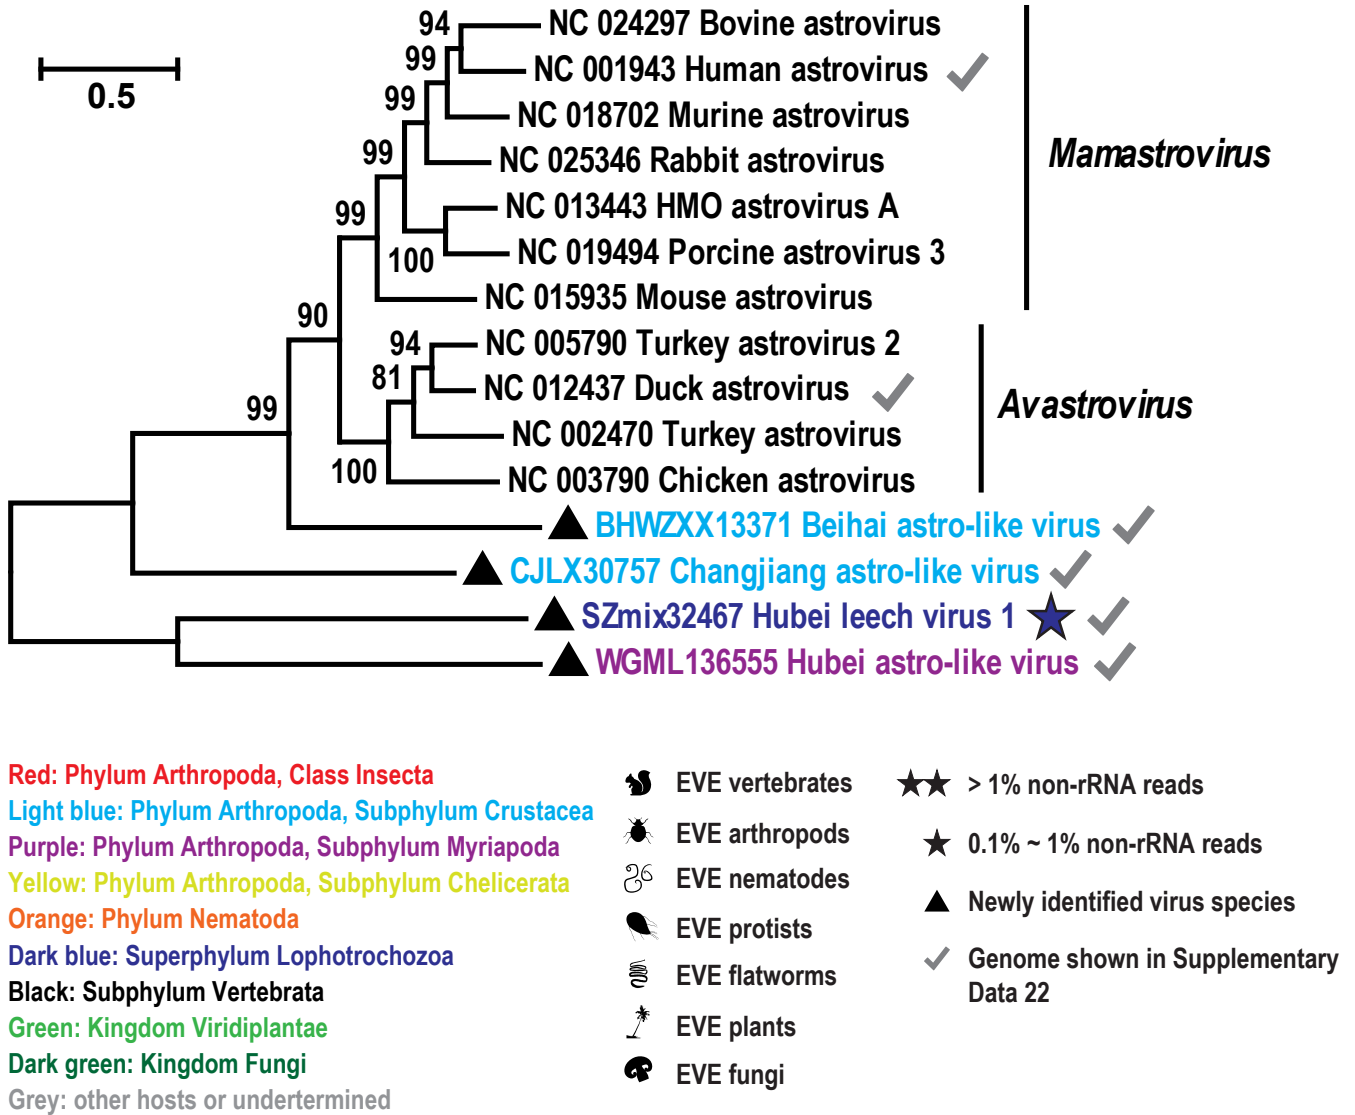 94
NC 024297 Bovine astrovirus
99
NC 001943 Human astrovirus
0.5
99
NC 018702 Murine astrovirus
99
NC 025346 Rabbit astrovirus
Mamastrovirus
99
NC 013443 HMO astrovirus A
100
NC 019494 Porcine astrovirus 3
NC 015935 Mouse astrovirus
90
94
NC 005790 Turkey astrovirus 2
81
NC 012437 Duck astrovirus
Avastrovirus
99
NC 002470 Turkey astrovirus
100
NC 003790 Chicken astrovirus
BHWZXX13371 Beihai astro-like virus
CJLX30757 Changjiang astro-like virus
SZmix32467 Hubei leech virus 1
WGML136555 Hubei astro-like virus
Red: Phylum Arthropoda, Class Insecta
Light blue: Phylum Arthropoda, Subphylum Crustacea
Purple: Phylum Arthropoda, Subphylum Myriapoda
Yellow: Phylum Arthropoda, Subphylum Chelicerata
Orange: Phylum Nematoda
Dark blue: Superphylum Lophotrochozoa
Black: Subphylum Vertebrata
Green: Kingdom Viridiplantae
Dark green: Kingdom Fungi
Grey: other hosts or undertermined
EVE vertebrates
EVE arthropods
EVE nematodes
EVE protists
EVE flatworms
EVE plants
EVE fungi
> 1% non-rRNA reads
0.1% ~ 1% non-rRNA reads
Newly identified virus species
Genome shown in Supplementary
Data 22